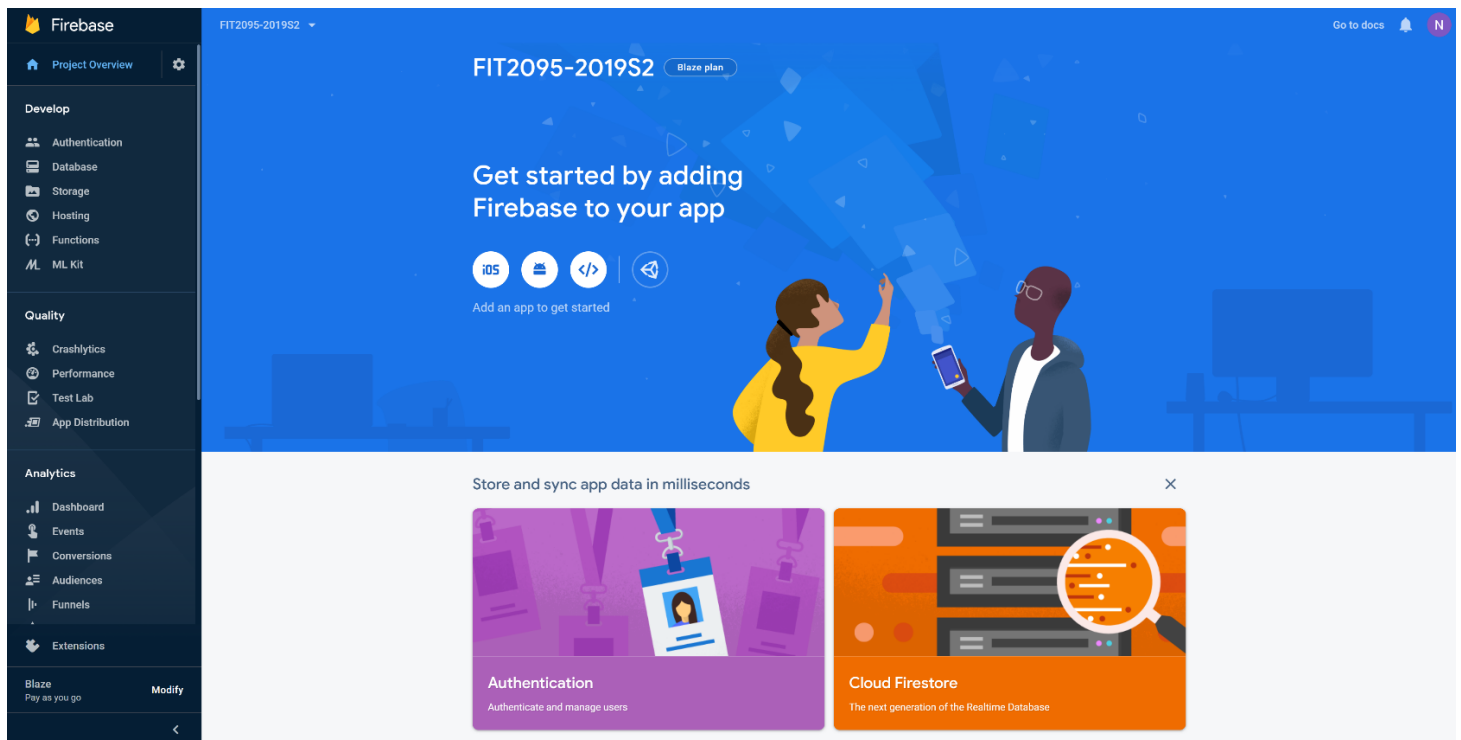 Firebase
FIT2095-2019S2
Go to docs
N
Project Overview
Develop
Authentication
Database
Storage
Hosting
Functions
ML Kit
Quality
Crashlytics
Performance
Test Lab
App Distribution
Analytics
Dashboard
Events
Conversions
Audiences
Funnels
Extensions
Blaze
Pay as you go
Modify
FIT2095-2019S2 Blaze plan
Get started by adding
Firebase to your app
iOS
Add an app to get started
Store and sync app data in milliseconds
Authentication
Authenticate and manage users
Cloud Firestore
The next generation of the Realtime Database